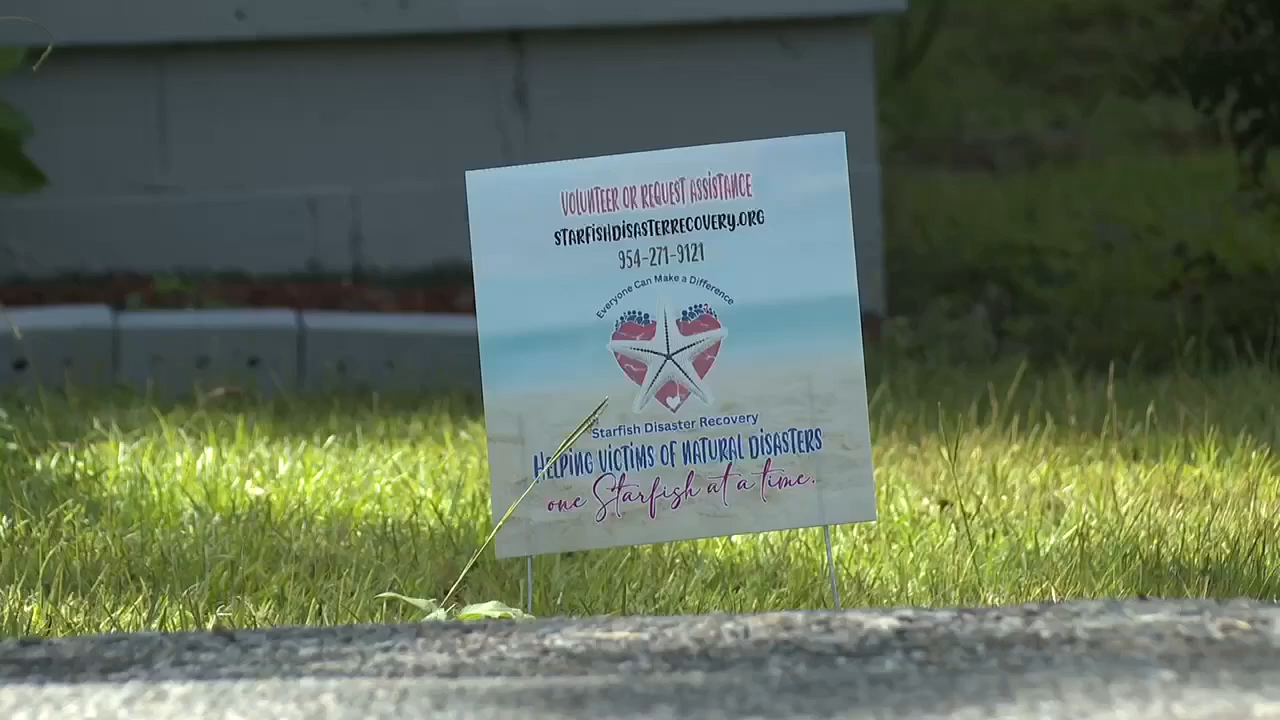 VOLUNTEER OR REQUEST ASSISTANCE
STARFISHDISASTERRECOVERY.ORG
954-271-9121
Everyone Can Make a Difference
Starfish Disaster Recovery
HELPING VICTIMS OF NATURAL DISASTERS
one Starfish at a time.